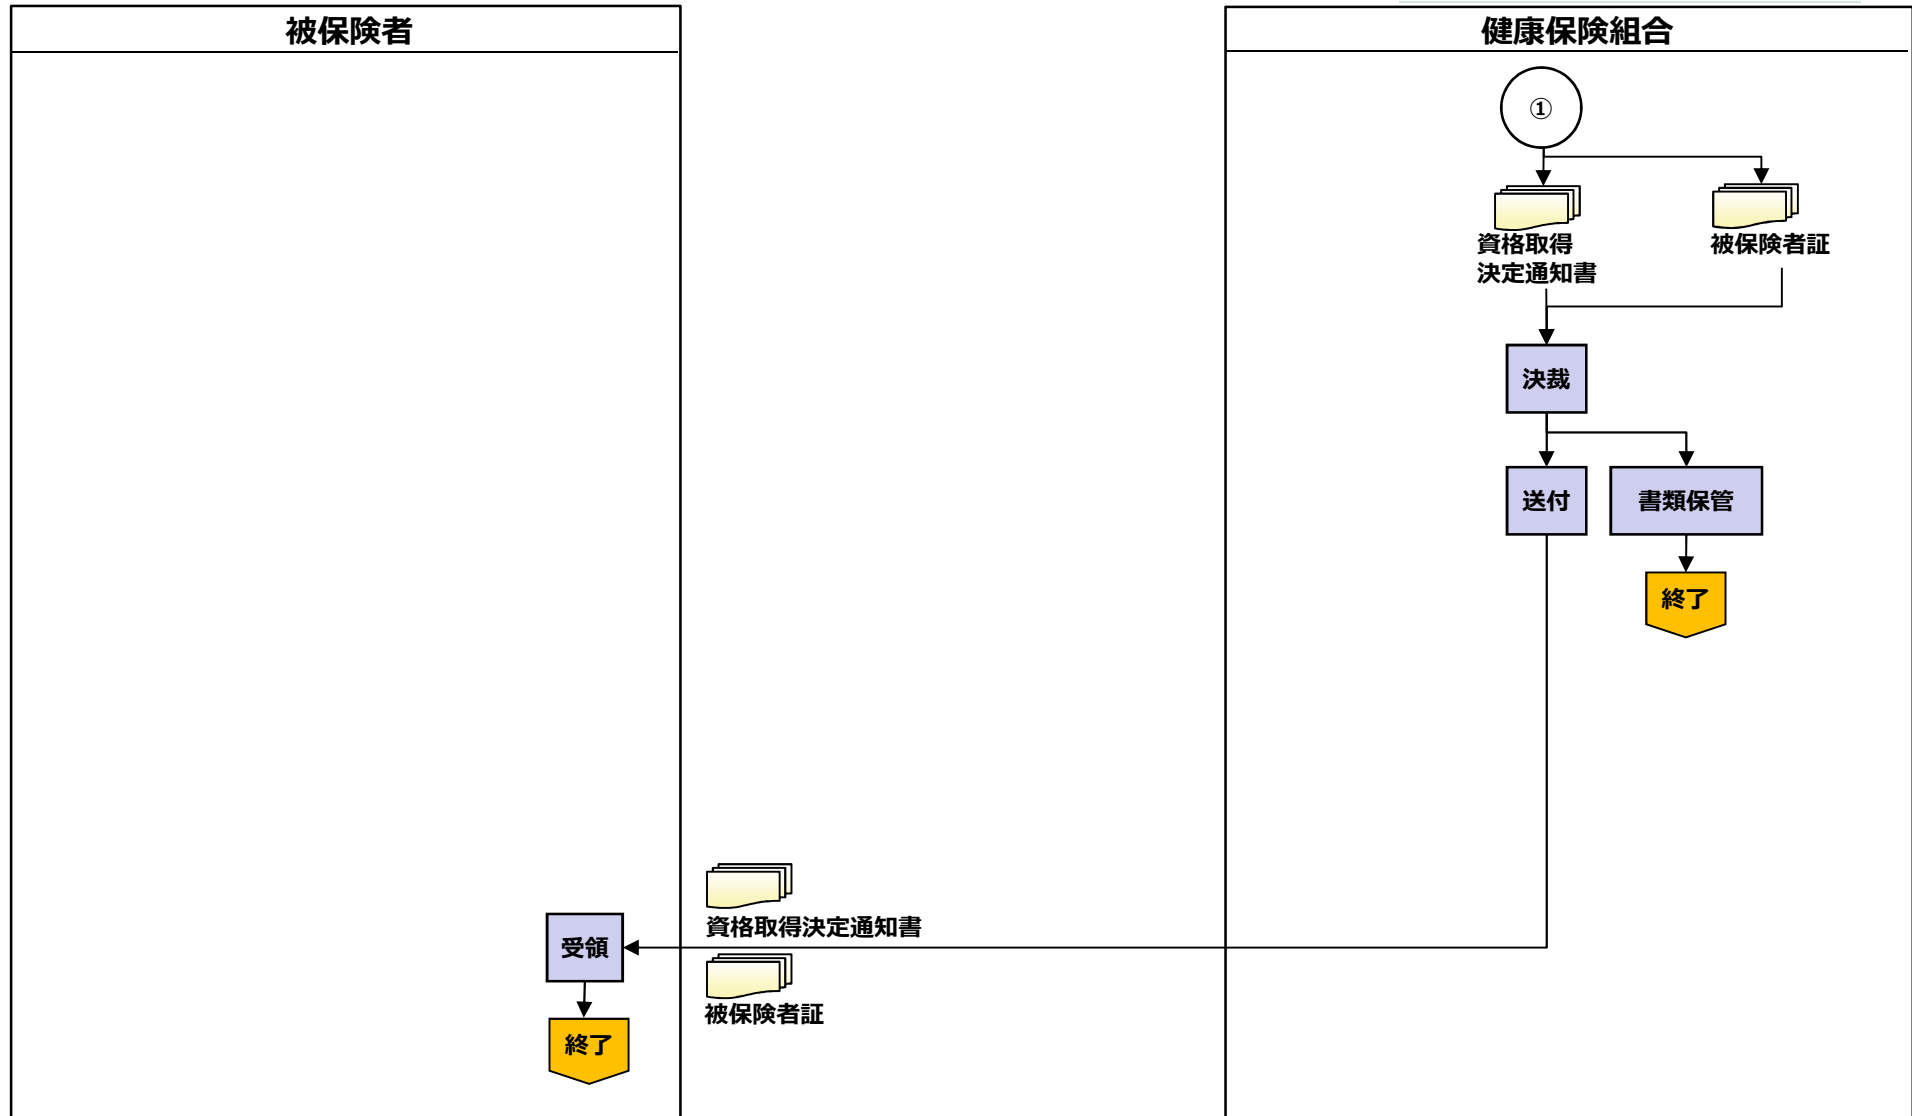 被保険者
健康保険組合
①
資格取得
決定通知書
被保険者証
決裁
送付
書類保管
終了
資格取得決定通知書
受領
被保険者証
終了